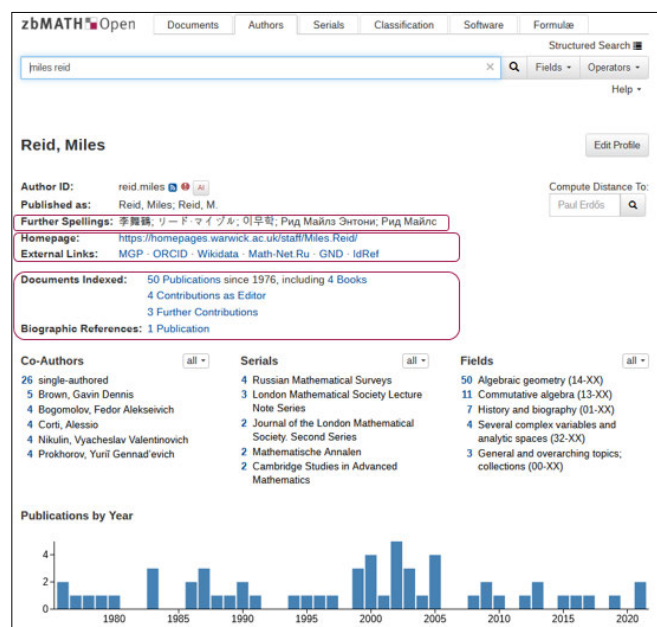 zbMATH Open
Documents Authors Serials Classification Software Formulæ
Structured Search
miles reid × Fields Operators
Help
Reid, Miles Edit Profile
Author ID: reid.miles AI Compute Distance To:
Published as: Reid, Miles; Reid, M. Paul Erdős
Further Spellings: 李舞鶴; リード・マイヅル; 이무학; Рид Майлз Энтони; Рид Майлс
Homepage: https://homepages.warwick.ac.uk/staff/Miles.Reid/
External Links: MGP · ORCID · Wikidata · Math-Net.Ru · GND · IdRef
Documents Indexed: 50 Publications since 1976, including 4 Books
4 Contributions as Editor
3 Further Contributions
Biographic References: 1 Publication
Co-Authors all
26 single-authored
5 Brown, Gavin Dennis
4 Bogomolov, Fedor Alekseivich
4 Corti, Alessio
4 Nikulin, Vyacheslav Valentinovich
4 Prokhorov, Yuriĭ Gennad'evich
Serials all
4 Russian Mathematical Surveys
3 London Mathematical Society Lecture
Note Series
2 Journal of the London Mathematical
Society. Second Series
2 Mathematische Annalen
2 Cambridge Studies in Advanced
Mathematics
Fields all
50 Algebraic geometry (14-XX)
11 Commutative algebra (13-XX)
7 History and biography (01-XX)
4 Several complex variables and
analytic spaces (32-XX)
3 General and overarching topics;
collections (00-XX)
Publications by Year
4
2
0
1980 1985 1990 1995 2000 2005 2010 2015 2020